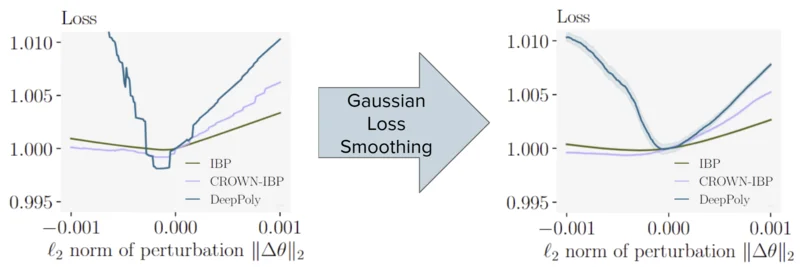 Loss
1.010
1.005
1.000
0.995
IBP
CROWN-IBP
DeepPoly
−0.001
0.000
0.001
ℓ2 norm of perturbation ‖Δθ‖2
Gaussian
Loss
Smoothing
Loss
1.010
1.005
1.000
0.995
IBP
CROWN-IBP
DeepPoly
−0.001
0.000
0.001
ℓ2 norm of perturbation ‖Δθ‖2